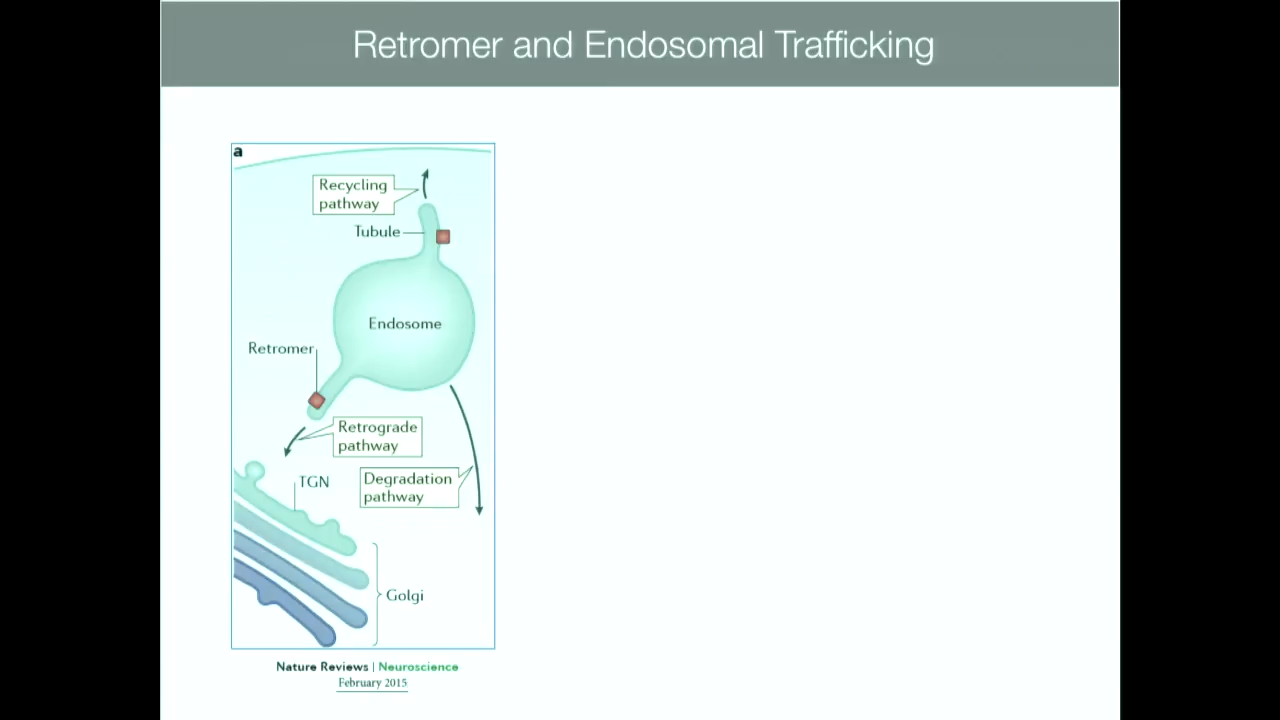 Retromer and Endosomal Trafficking
a
Recycling
pathway
Tubule
Endosome
Retromer
Retrograde
pathway
TGN
Degradation
pathway
Golgi
Nature Reviews | Neuroscience
February 2015